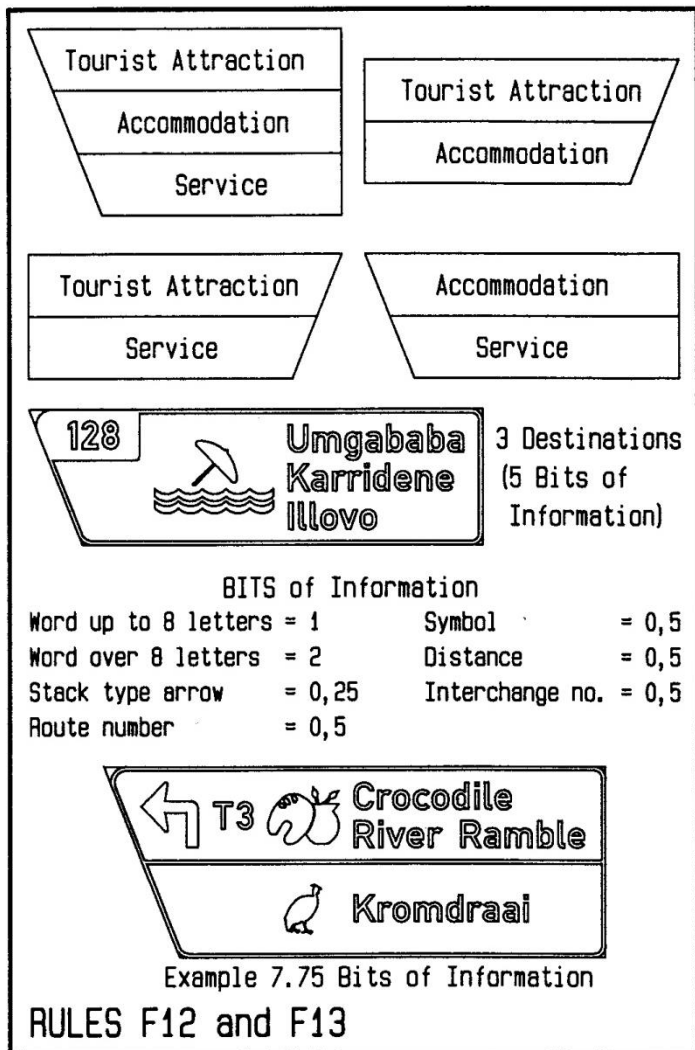 Tourist Attraction
Accommodation
Service
Tourist Attraction
Accommodation
Tourist Attraction
Service
Accommodation
Service
128
Umgababa
Karridene
Illovo
3 Destinations
(5 Bits of
Information)
BITS of Information
Word up to 8 letters = 1
Symbol = 0,5
Word over 8 letters = 2
Distance = 0,5
Stack type arrow = 0,25
Interchange no. = 0,5
Route number = 0,5
T3 Crocodile
River Ramble
Kromdraai
Example 7.75 Bits of Information
RULES F12 and F13